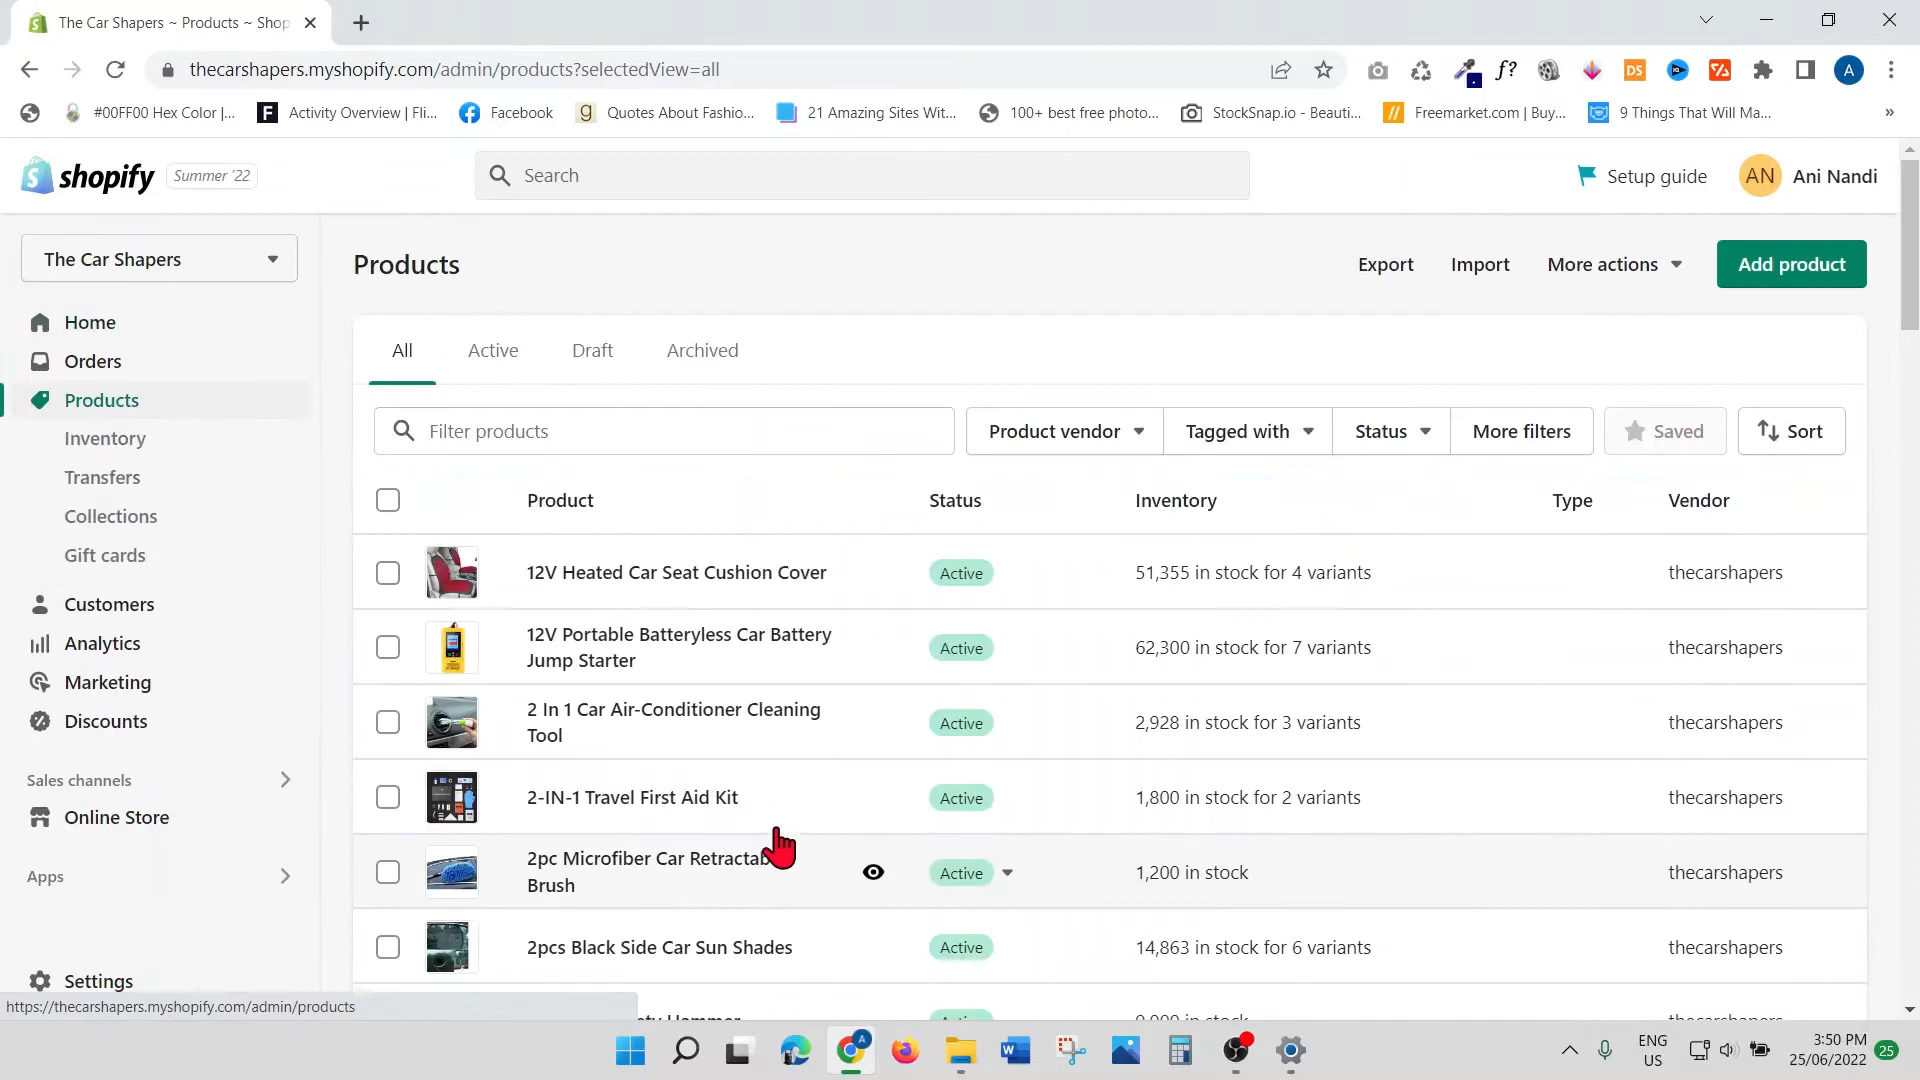 The Car Shapers ~ Products ~ Shop
thecarshapers.myshopify.com/admin/products?selectedView=all
f?
DS
A
#00FF00 Hex Color |...
F
Activity Overview | Fli...
Facebook
g
Quotes About Fashio...
21 Amazing Sites Wit...
100+ best free photo...
StockSnap.io - Beauti...
Freemarket.com | Buy...
9 Things That Will Ma...
»
shopify
Summer '22
Search
Setup guide
AN
Ani Nandi
The Car Shapers
Home
Orders
Products
Inventory
Transfers
Collections
Gift cards
Customers
Analytics
Marketing
Discounts
Sales channels
Online Store
Apps
Settings
https://thecarshapers.myshopify.com/admin/products
Products
Export
Import
More actions
Add product
All
Active
Draft
Archived
Filter products
Product vendor
Tagged with
Status
More filters
Saved
Sort
Product
Status
Inventory
Type
Vendor
12V Heated Car Seat Cushion Cover
Active
51,355 in stock for 4 variants
thecarshapers
12V Portable Batteryless Car Battery
Jump Starter
Active
62,300 in stock for 7 variants
thecarshapers
2 In 1 Car Air-Conditioner Cleaning
Tool
Active
2,928 in stock for 3 variants
thecarshapers
2-IN-1 Travel First Aid Kit
Active
1,800 in stock for 2 variants
thecarshapers
2pc Microfiber Car Retractab
Brush
Active
1,200 in stock
thecarshapers
2pcs Black Side Car Sun Shades
Active
14,863 in stock for 6 variants
thecarshapers
ENG
US
3:50 PM
25/06/2022
25